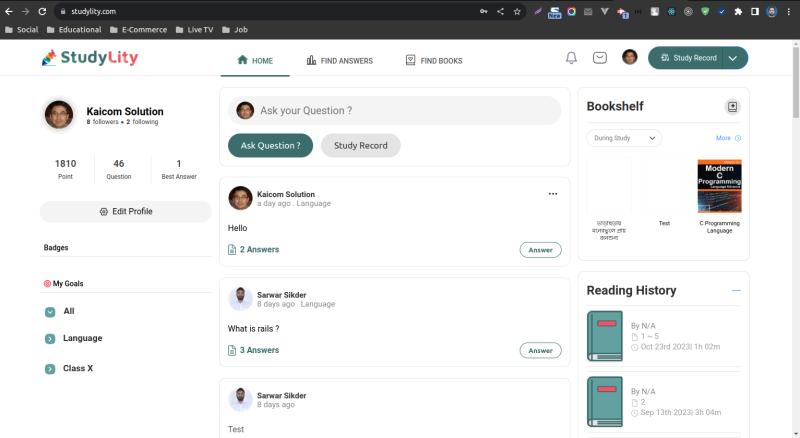 studylity.com
New
Social
Educational
E-Commerce
Live TV
Job
StudyLity
HOME
FIND ANSWERS
FIND BOOKS
Study Record
Kaicom Solution
8 followers • 2 following
1810
Point
46
Question
1
Best Answer
Edit Profile
Badges
My Goals
All
Language
Class X
Ask your Question ?
Ask Question ?
Study Record
Kaicom Solution
a day ago . Language
Hello
2 Answers
Answer
Sarwar Sikder
8 days ago . Language
What is rails ?
3 Answers
Answer
Sarwar Sikder
8 days ago
Test
Bookshelf
During Study
More
Modern
C
Programming
Test
C Programming
Language
Reading History
By N/A
1 ~ 5
Oct 23rd 2023| 1h 02m
By N/A
2
Sep 13th 2023| 3h 04m